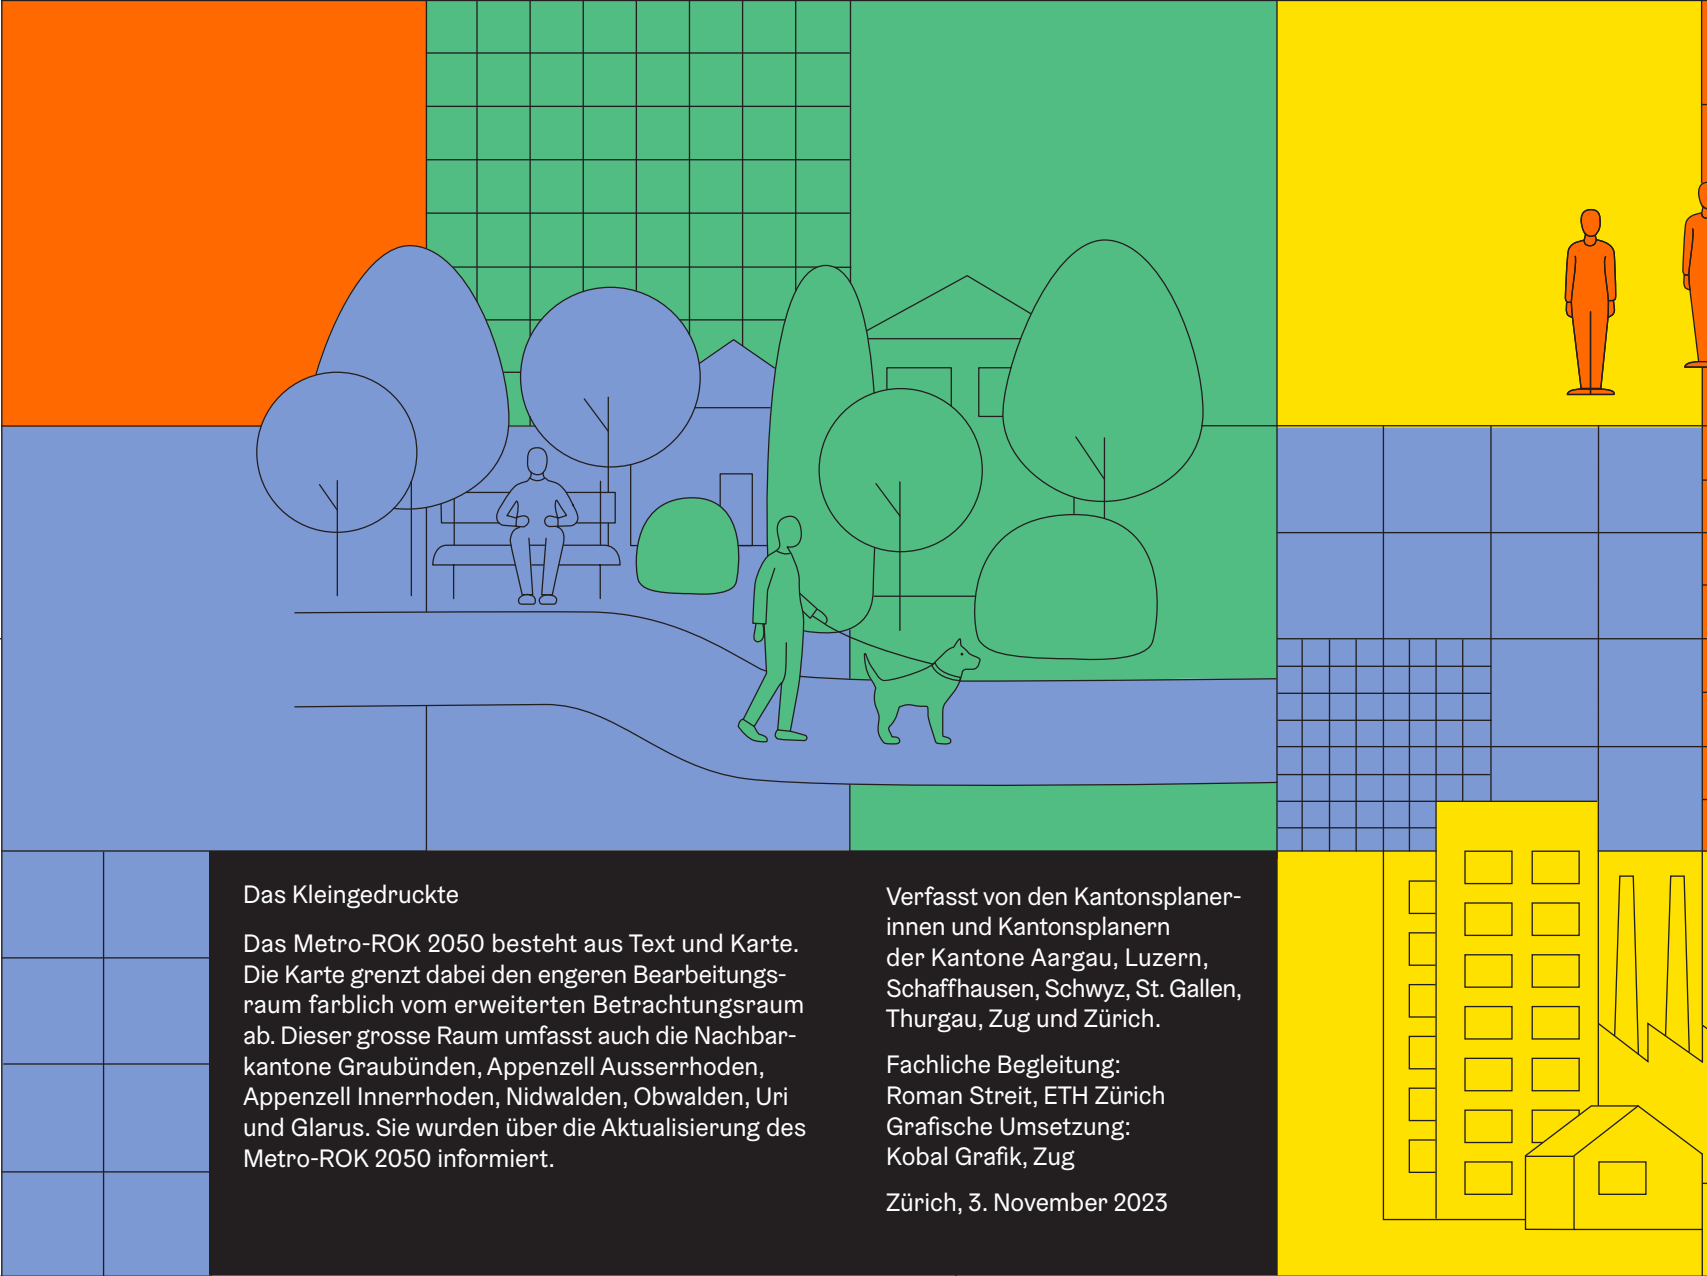 Das Kleingedruckte
Das Metro-ROK 2050 besteht aus Text und Karte.
Die Karte grenzt dabei den engeren Bearbeitungs-
raum farblich vom erweiterten Betrachtungsraum
ab. Dieser grosse Raum umfasst auch die Nachbar-
kantone Graubünden, Appenzell Ausserrhoden,
Appenzell Innerrhoden, Nidwalden, Obwalden, Uri
und Glarus. Sie wurden über die Aktualisierung des
Metro-ROK 2050 informiert.
Verfasst von den Kantonsplaner-
innen und Kantonsplanern
der Kantone Aargau, Luzern,
Schaffhausen, Schwyz, St. Gallen,
Thurgau, Zug und Zürich.
Fachliche Begleitung:
Roman Streit, ETH Zürich
Grafische Umsetzung:
Kobal Grafik, Zug
Zürich, 3. November 2023